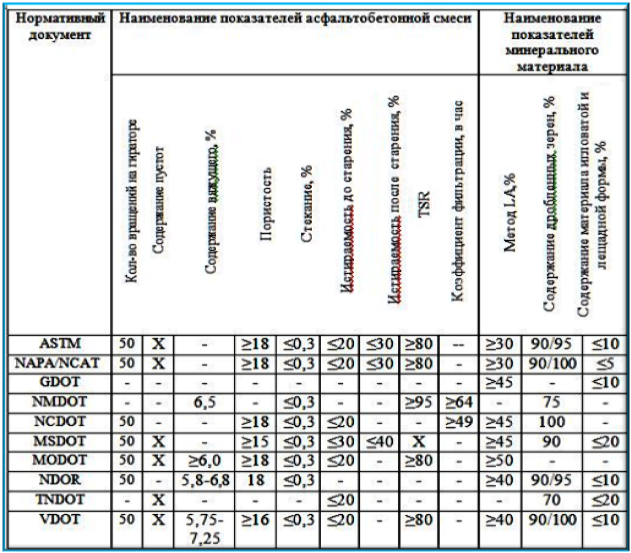 Нормативный документ | Наименование показателей асфальтобетонной смеси | Наименование показателей минерального материала
Кол-во вращений на гираторе | Содержание пустот | Содержание вяжущего, % | Пористость | Стекание, % | Истираемость до старения, % | Истираемость после старения, % | TSR | Коэффициент фильтрации, в час | Метод LA,% | Содержание дробленных зерен, % | Содержание материала игловатой и лещадной формы, %
ASTM | 50 | X | - | ≥18 | ≤0,3 | ≤20 | ≤30 | ≥80 | -- | ≥30 | 90/95 | ≤10
NAPA/NCAT | 50 | X | - | ≥18 | ≤0,3 | ≤20 | ≤30 | ≥80 | - | ≥30 | 90/100 | ≤5
GDOT | - | - | - | - | - | - | - | - | - | ≥45 | - | ≤10
NMDOT | - | - | 6,5 | - | ≤0,3 | - | - | ≥95 | ≥64 | - | 75 | -
NCDOT | 50 | - | - | ≥18 | ≤0,3 | ≤20 | - | - | ≥49 | ≥45 | 100 | -
MSDOT | 50 | X | - | ≥15 | ≤0,3 | ≤30 | ≤40 | X | - | ≥45 | 90 | ≤20
MODOT | 50 | X | ≥6,0 | ≥18 | ≤0,3 | ≤20 | - | ≥80 | - | ≥50 | - | -
NDOR | 50 | - | 5,8-6,8 | 18 | ≤0,3 | - | - | - | - | ≥40 | 90/95 | ≤10
TNDOT | - | X | - | - | - | ≤20 | - | - | - | - | 70 | ≤20
VDOT | 50 | X | 5,75-7,25 | ≥16 | ≤0,3 | ≤20 | - | ≥80 | - | ≥40 | 90/100 | ≤10